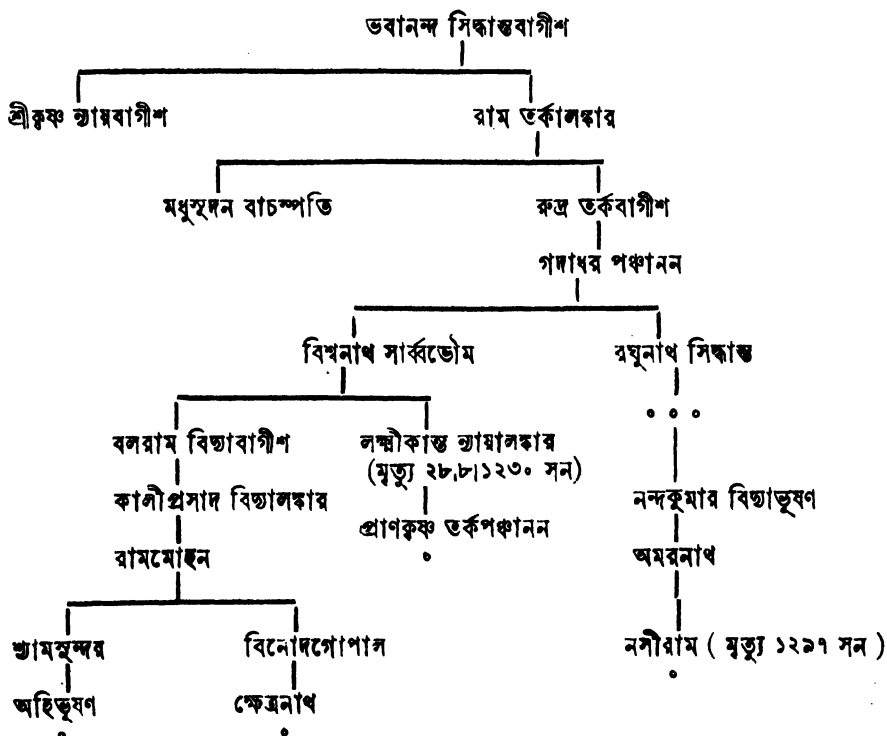 ভবানন্দ সিদ্ধান্তবাগীশ
শ্রীকৃষ্ণ ন্যায়বাগীশ রাম তর্কালঙ্কার
মধুসূদন বাচস্পতি রুদ্র তর্কবাগীশ
গদাধর পঞ্চানন
বিশ্বনাথ সার্ব্বভৌম রঘুনাথ সিদ্ধান্ত
বলরাম বিদ্যাবাগীশ লক্ষ্মীকান্ত ন্যায়ালঙ্কার
(মৃত্যু ২৮।৮।১২৩০ সন)
কালীপ্রসাদ বিদ্যালঙ্কার নন্দকুমার বিদ্যাভূষণ
প্রাণকৃষ্ণ তর্কপঞ্চানন
রামমোহন অমরনাথ
শ্যামসুন্দর বিনোদগোপাল নসীরাম ( মৃত্যু ১২৯৭ সন )
অহিভূষণ ক্ষেত্রনাথ